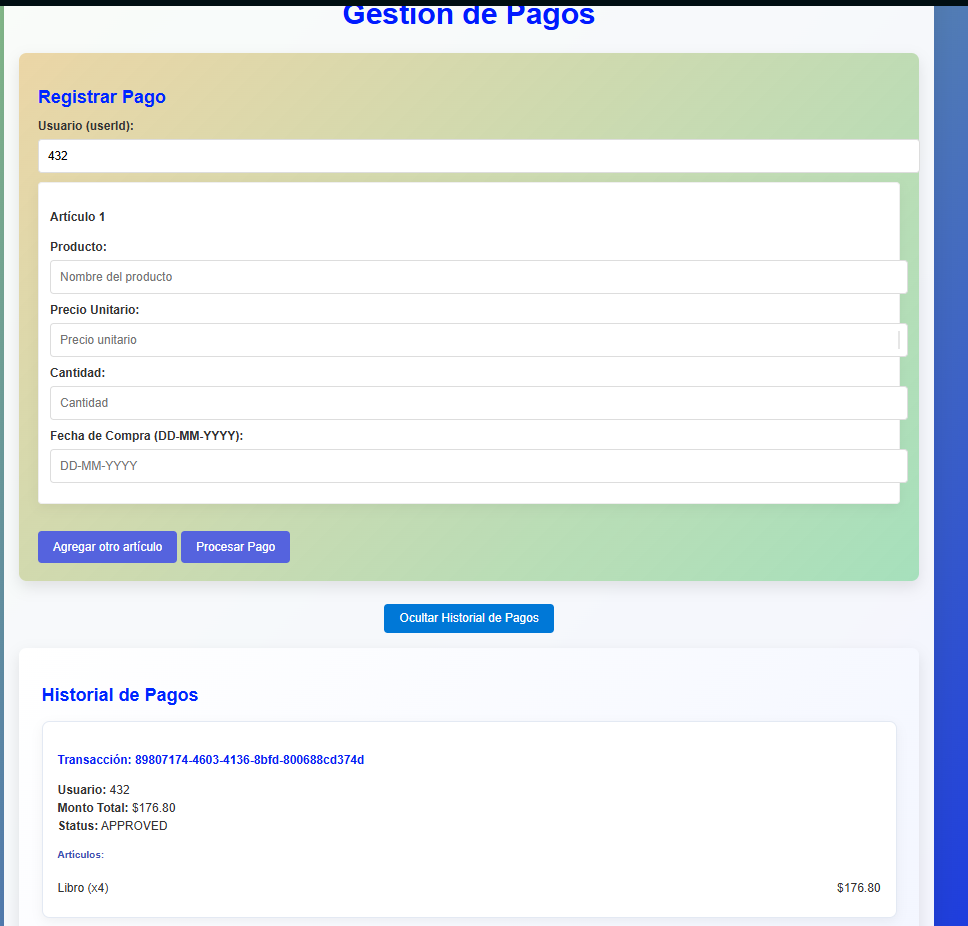 Gestión de Pagos
Registrar Pago
Usuario (userId):
432
Artículo 1
Producto:
Nombre del producto
Precio Unitario:
Precio unitario
Cantidad:
Cantidad
Fecha de Compra (DD-MM-YYYY):
DD-MM-YYYY
Agregar otro artículo Procesar Pago
Ocultar Historial de Pagos
Historial de Pagos
Transacción: 89807174-4603-4136-8bfd-800688cd374d
Usuario: 432
Monto Total: $176.80
Status: APPROVED
Artículos:
Libro (x4) $176.80